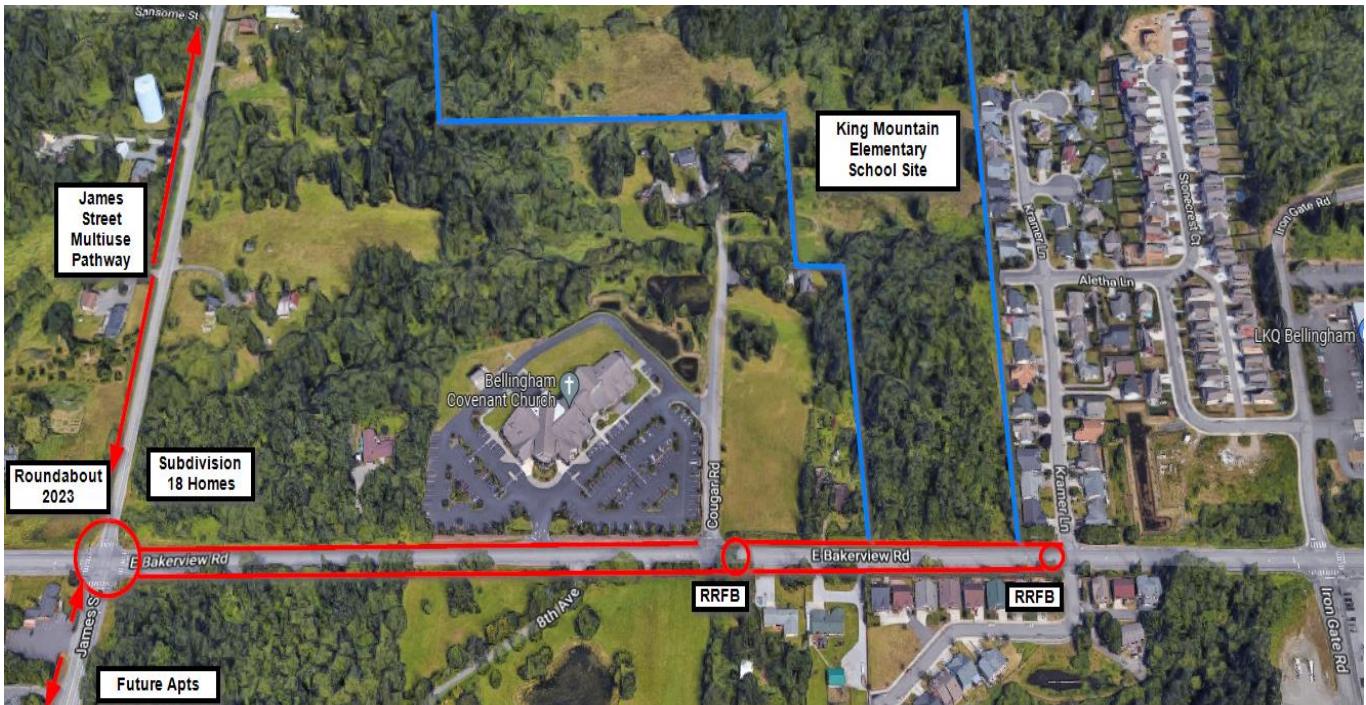 Sansome St
King Mountain
Elementary
School Site
James
Street
Multiuse
Pathway
Kramer Ln
Stonecrest Ct
Iron Gate Rd
Aletha Ln
LKQ Bellingham
Bellingham
Covenant Church
Roundabout
2023
Subdivision
18 Homes
Cougar Rd
Kramer Ln
E Bakerview Rd
E Bakerview Rd
RRFB
RRFB
8th Ave
James St
Iron Gate Rd
Future Apts